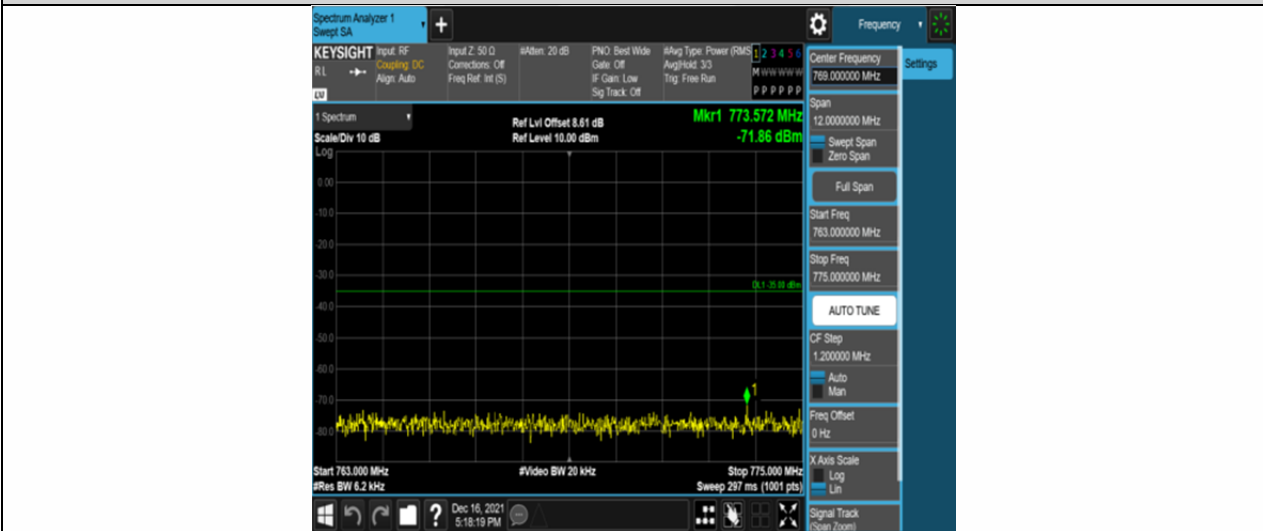 Spectrum Analyzer 1
Swept SA
+
Frequency
KEYSIGHT
RL
Input: RF
Coupling: DC
Align: Auto
Input Z: 50 Ω
Corrections: Off
Freq Ref: Int (S)
#Atten: 20 dB
PNO: Best Wide
Gate: Off
IF Gain: Low
Sig Track: Off
#Avg Type: Power (RMS
Avg|Hold: 3/3
Trig: Free Run
1 2 3 4 5 6
M W W W W W
P P P P P P
1 Spectrum
Scale/Div 10 dB
Log
Ref Lvl Offset 8.61 dB
Ref Level 10.00 dBm
Mkr1 773.572 MHz
-71.86 dBm
0.00
-10.0
-20.0
-30.0
-40.0
-50.0
-60.0
-70.0
-80.0
DL1 -35.00 dBm
1
Start 763.000 MHz
#Res BW 6.2 kHz
#Video BW 20 kHz
Stop 775.000 MHz
Sweep 297 ms (1001 pts)
?
Dec 16, 2021
5:18:19 PM
Center Frequency
769.000000 MHz
Settings
Span
12.0000000 MHz
Swept Span
Zero Span
Full Span
Start Freq
763.000000 MHz
Stop Freq
775.000000 MHz
AUTO TUNE
CF Step
1.200000 MHz
Auto
Man
Freq Offset
0 Hz
X Axis Scale
Log
Lin
Signal Track
(Span Zoom)